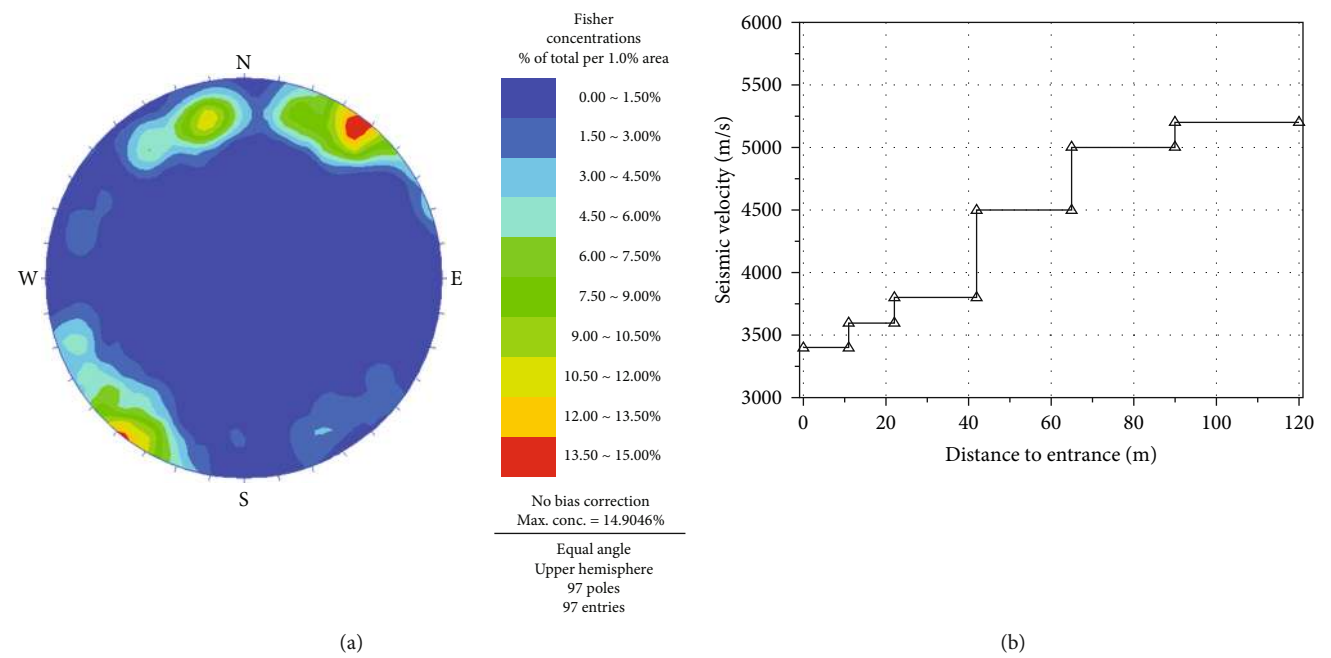 N
W
E
S
Fisher
concentrations
% of total per 1.0% area
0.00 ~ 1.50%
1.50 ~ 3.00%
3.00 ~ 4.50%
4.50 ~ 6.00%
6.00 ~ 7.50%
7.50 ~ 9.00%
9.00 ~ 10.50%
10.50 ~ 12.00%
12.00 ~ 13.50%
13.50 ~ 15.00%
No bias correction
Max. conc. = 14.9046%
Equal angle
Upper hemisphere
97 poles
97 entries
(a)
Seismic velocity (m/s)
6000
5500
5000
4500
4000
3500
3000
0 20 40 60 80 100 120
Distance to entrance (m)
(b)